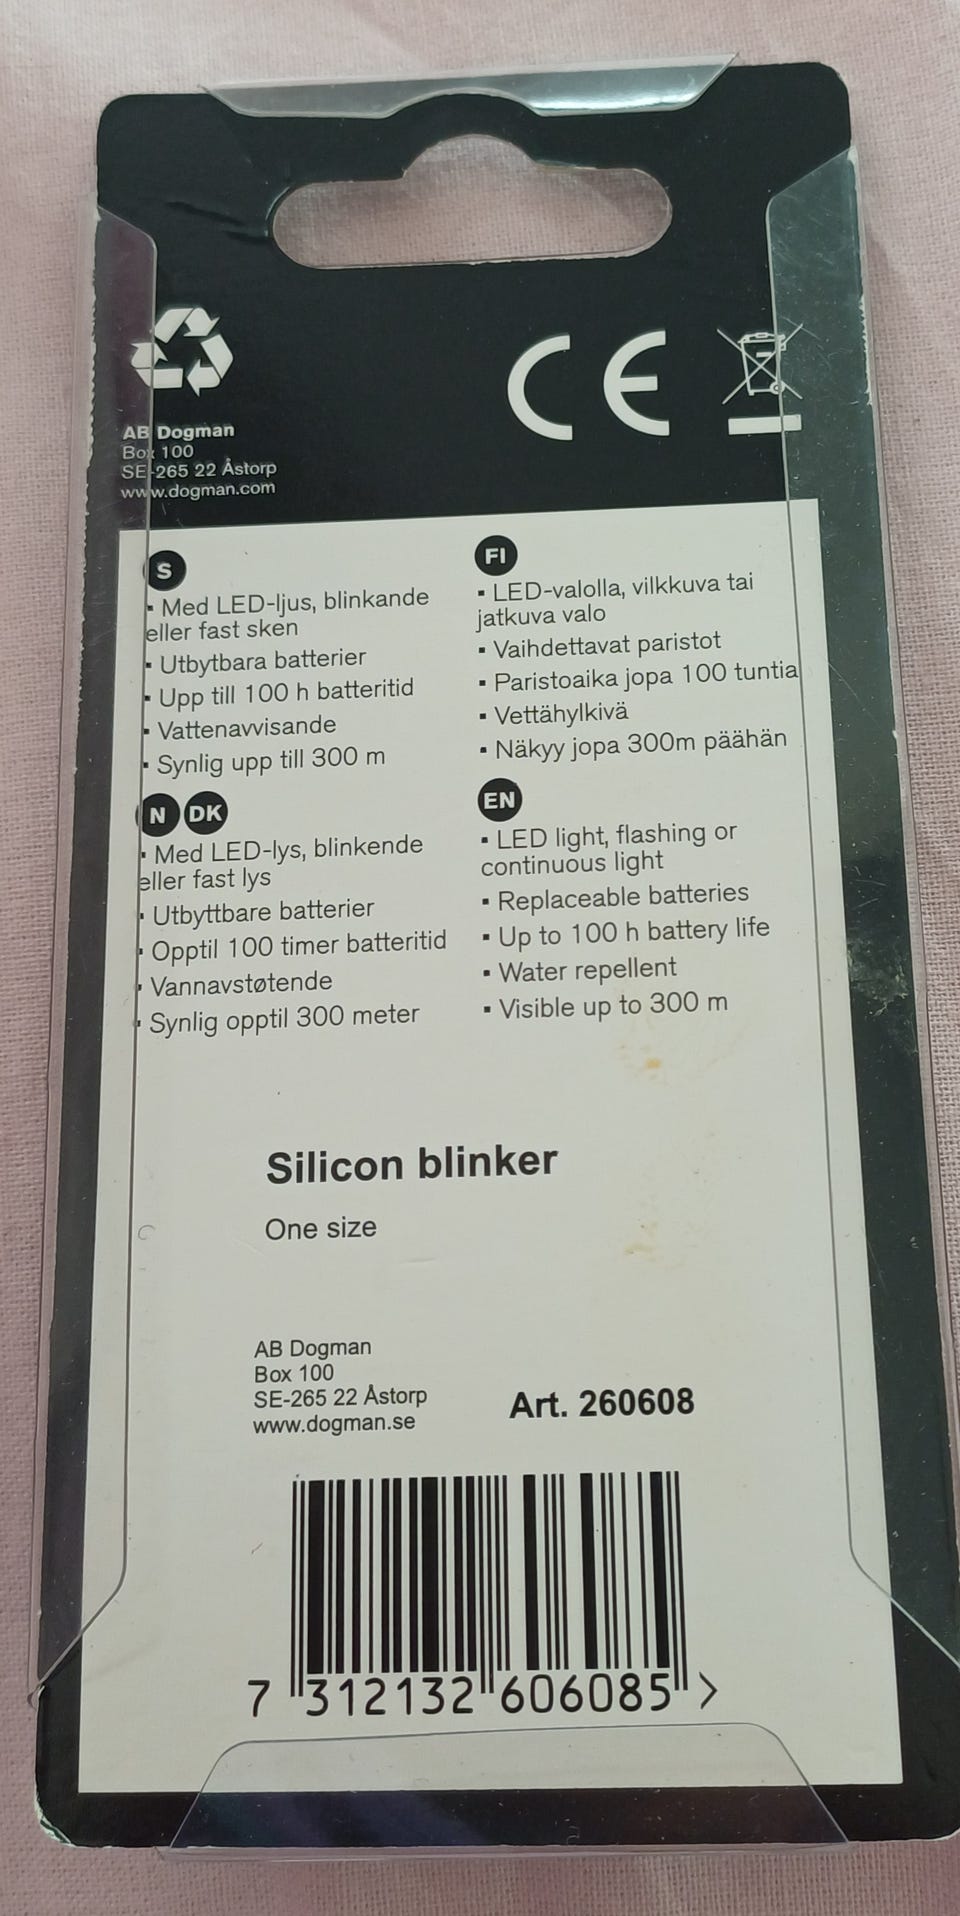 CE
AB Dogman
Box 100
SE-265 22 Åstorp
www.dogman.com
S
▪ Med LED-ljus, blinkande
eller fast sken
▪ Utbytbara batterier
▪ Upp till 100 h batteritid
▪ Vattenavvisande
▪ Synlig upp till 300 m
FI
▪ LED-valolla, vilkkuva tai
jatkuva valo
▪ Vaihdettavat paristot
▪ Paristoaika jopa 100 tuntia
▪ Vettähylkivä
▪ Näkyy jopa 300m päähän
N DK
▪ Med LED-lys, blinkende
eller fast lys
▪ Utbyttbare batterier
▪ Opptil 100 timer batteritid
▪ Vannavstøtende
▪ Synlig opptil 300 meter
EN
▪ LED light, flashing or
continuous light
▪ Replaceable batteries
▪ Up to 100 h battery life
▪ Water repellent
▪ Visible up to 300 m
Silicon blinker
One size
AB Dogman
Box 100
SE-265 22 Åstorp
www.dogman.se
Art. 260608
7 312132 606085 >